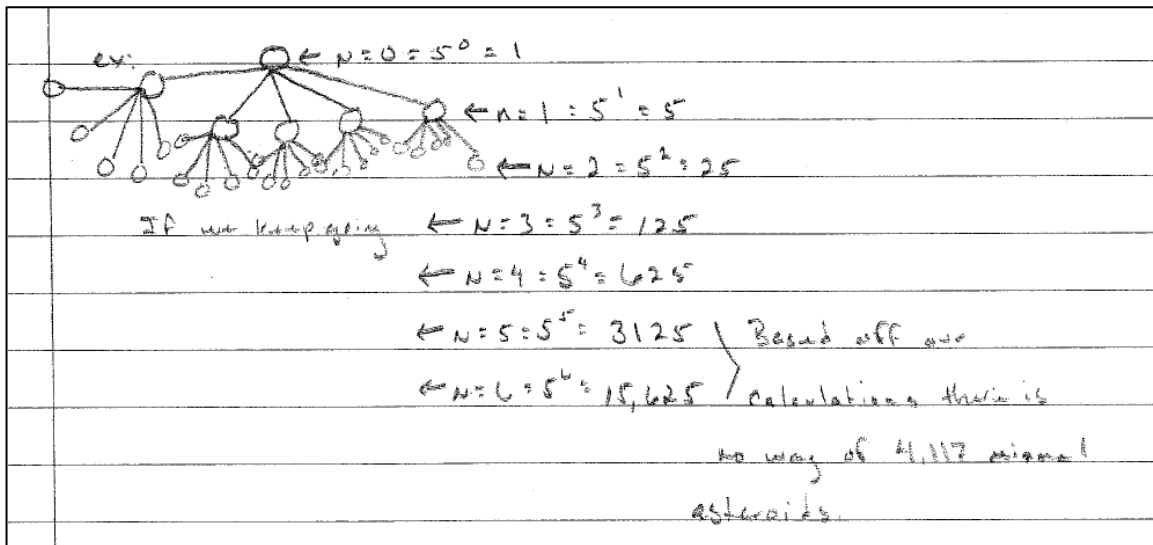 ex: ← N = 0 = 5⁰ = 1
← n = 1 = 5¹ = 5
← N = 2 = 5² = 25
If we keep going ← N = 3 = 5³ = 125
← N = 4 = 5⁴ = 625
← N = 5 = 5⁵ = 3125 Based off our
← N = 6 = 5⁶ = 15,625 calculations there is
no way of 4,117
asteroids.